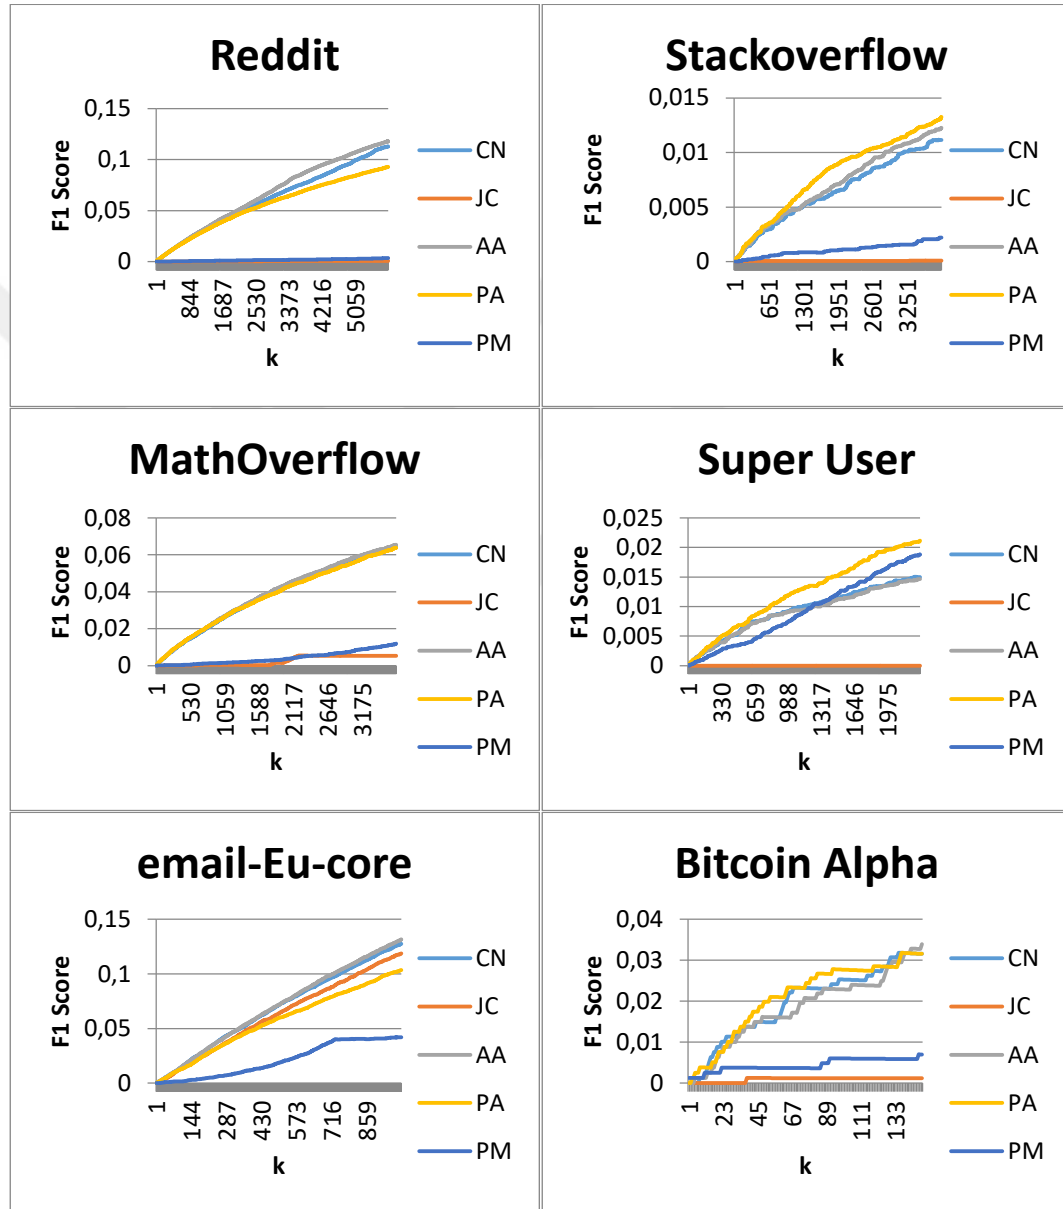 Reddit
F1 Score
0,15
0,1
0,05
0
1
844
1687
2530
3373
4216
5059
k
CN
JC
AA
PA
PM
Stackoverflow
F1 Score
0,015
0,01
0,005
0
1
651
1301
1951
2601
3251
k
CN
JC
AA
PA
PM
MathOverflow
F1 Score
0,08
0,06
0,04
0,02
0
1
530
1059
1588
2117
2646
3175
k
CN
JC
AA
PA
PM
Super User
F1 Score
0,025
0,02
0,015
0,01
0,005
0
1
330
659
988
1317
1646
1975
k
CN
JC
AA
PA
PM
email-Eu-core
F1 Score
0,15
0,1
0,05
0
1
144
287
430
573
716
859
k
CN
JC
AA
PA
PM
Bitcoin Alpha
F1 Score
0,04
0,03
0,02
0,01
0
1
23
45
67
89
111
133
k
CN
JC
AA
PA
PM